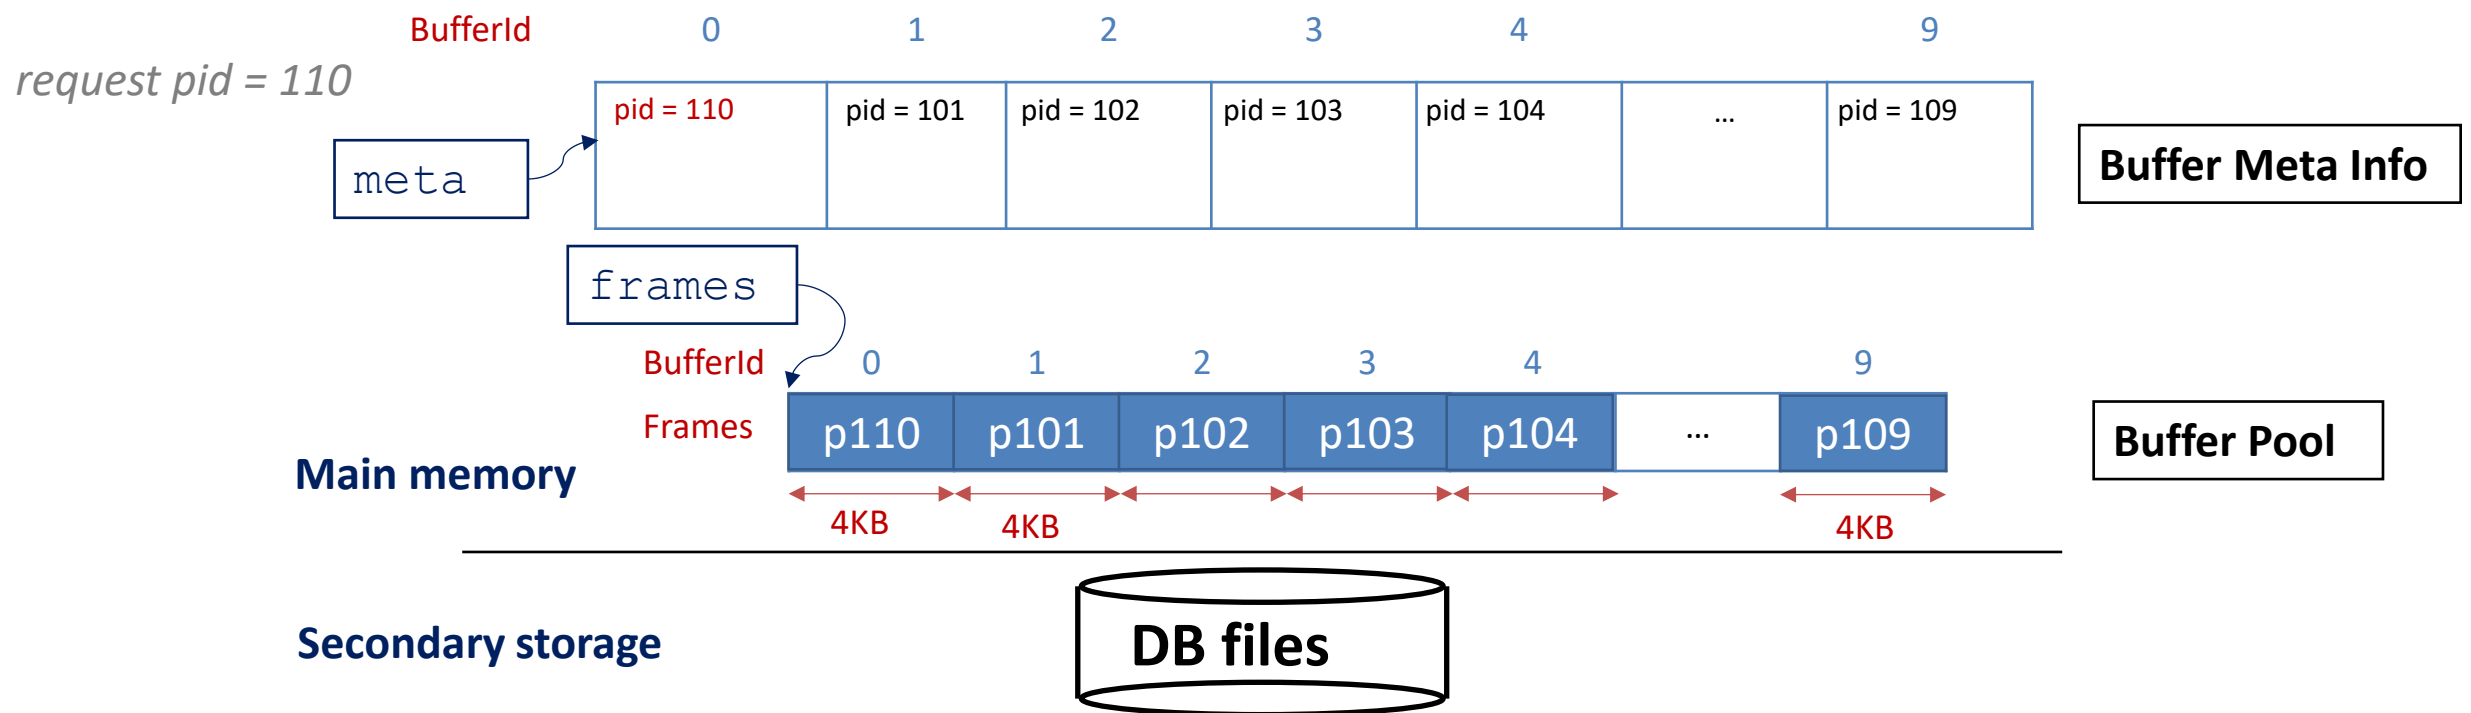 BufferId 0 1 2 3 4 9
request pid = 110
pid = 110 pid = 101 pid = 102 pid = 103 pid = 104 ... pid = 109
meta
Buffer Meta Info
frames
BufferId 0 1 2 3 4 9
Frames p110 p101 p102 p103 p104 ... p109
Buffer Pool
Main memory
4KB 4KB 4KB
DB files
Secondary storage